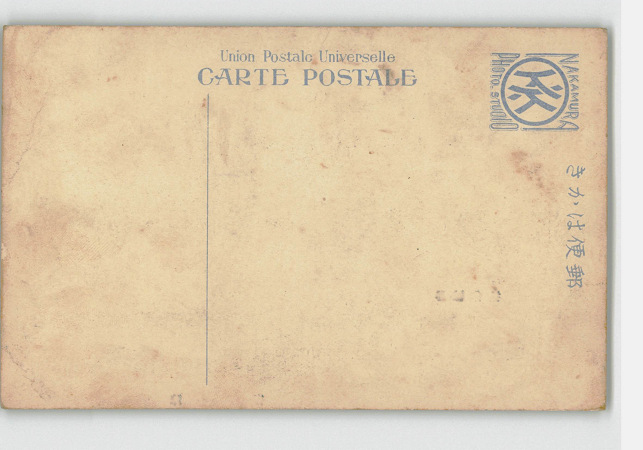 Union Postale Universelle
CARTE POSTALE
NAKAMURA
PHOTO. STUDIO
きかは便郵